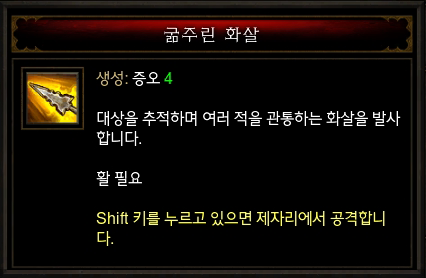 굶주린 화살
생성: 증오 4
대상을 추적하며 여러 적을 관통하는 화살을 발사
합니다.
활 필요
Shift 키를 누르고 있으면 제자리에서 공격합니
다.